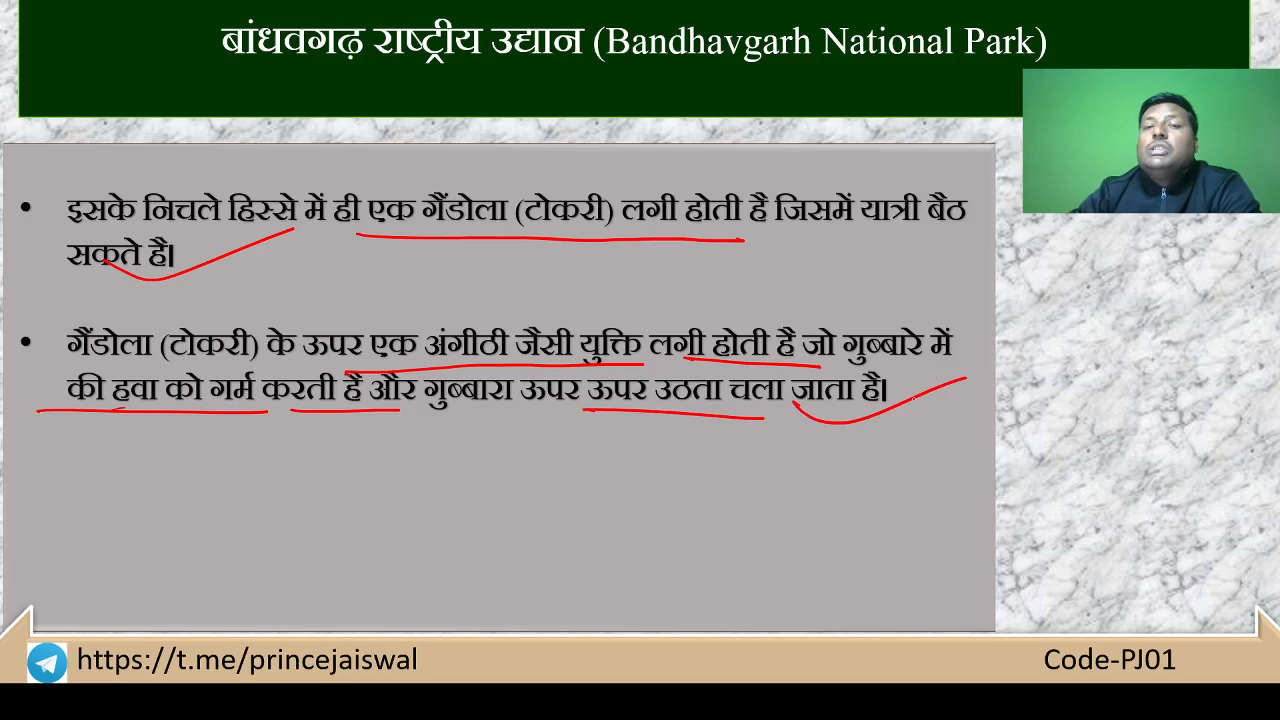 बांधवगढ़ राष्ट्रीय उद्यान (Bandhavgarh National Park)
• इसके निचले हिस्से में ही एक गैंडोला (टोकरी) लगी होती है जिसमें यात्री बैठ
सकते है।
• गैंडोला (टोकरी) के ऊपर एक अंगीठी जैसी युक्ति लगी होती है जो गुब्बारे में
की हवा को गर्म करती है और गुब्बारा ऊपर ऊपर उठता चला जाता है।
https://t.me/princejaiswal
Code-PJ01